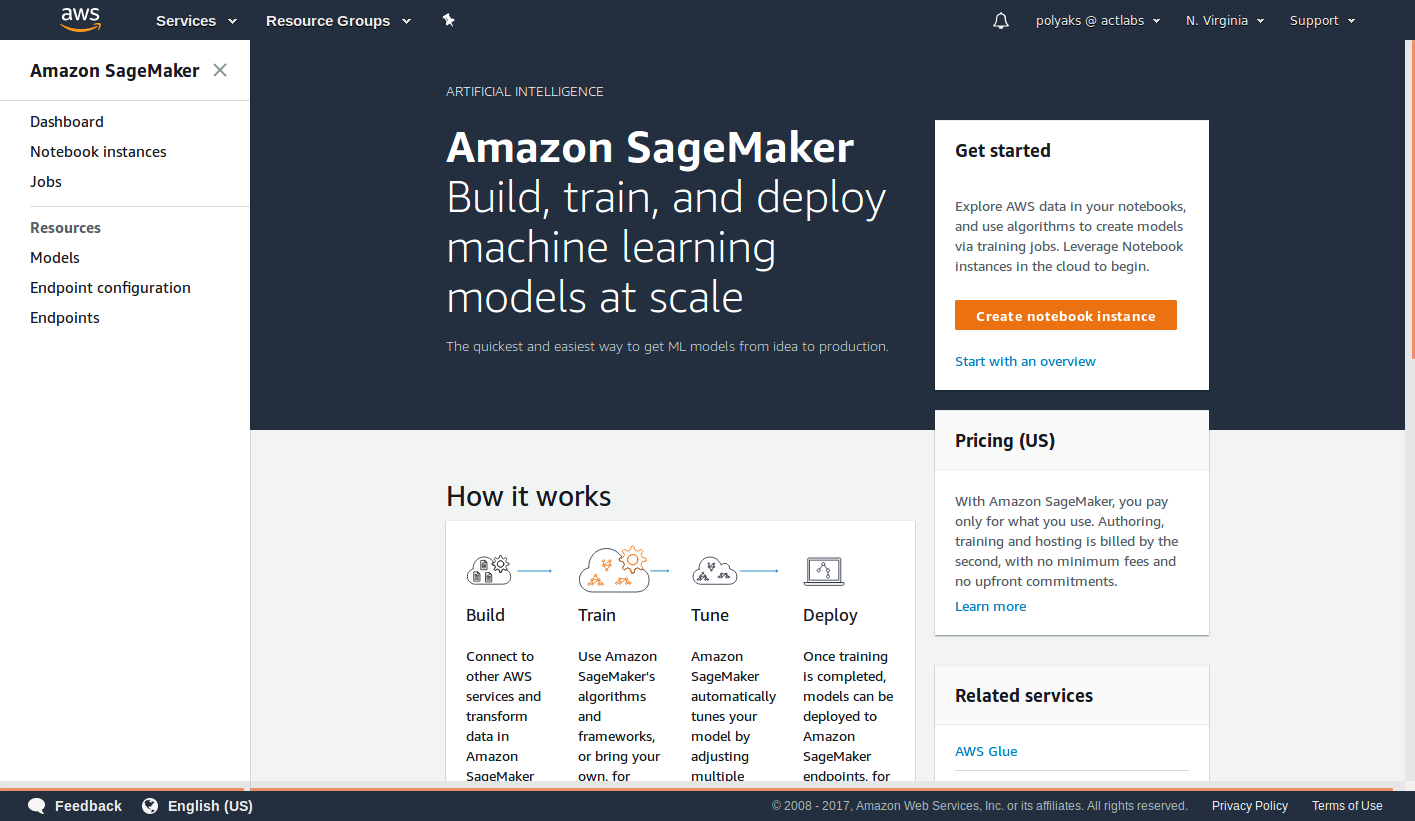 aws
Services
Resource Groups
polyaks @ actlabs
N. Virginia
Support
Amazon SageMaker
Dashboard
Notebook instances
Jobs
Resources
Models
Endpoint configuration
Endpoints
ARTIFICIAL INTELLIGENCE
Amazon SageMaker
Build, train, and deploy
machine learning
models at scale
The quickest and easiest way to get ML models from idea to production.
Get started
Explore AWS data in your notebooks,
and use algorithms to create models
via training jobs. Leverage Notebook
instances in the cloud to begin.
Create notebook instance
Start with an overview
Pricing (US)
With Amazon SageMaker, you pay
only for what you use. Authoring,
training and hosting is billed by the
second, with no minimum fees and
no upfront commitments.
Learn more
Related services
AWS Glue
How it works
Build
Connect to
other AWS
services and
transform
data in
Amazon
SageMaker
Train
Use Amazon
SageMaker's
algorithms
and
frameworks,
or bring your
own, for
Tune
Amazon
SageMaker
automatically
tunes your
model by
adjusting
multiple
Deploy
Once training
is completed,
models can be
deployed to
Amazon
SageMaker
endpoints, for
Feedback
English (US)
© 2008 - 2017, Amazon Web Services, Inc. or its affiliates. All rights reserved.
Privacy Policy
Terms of Use